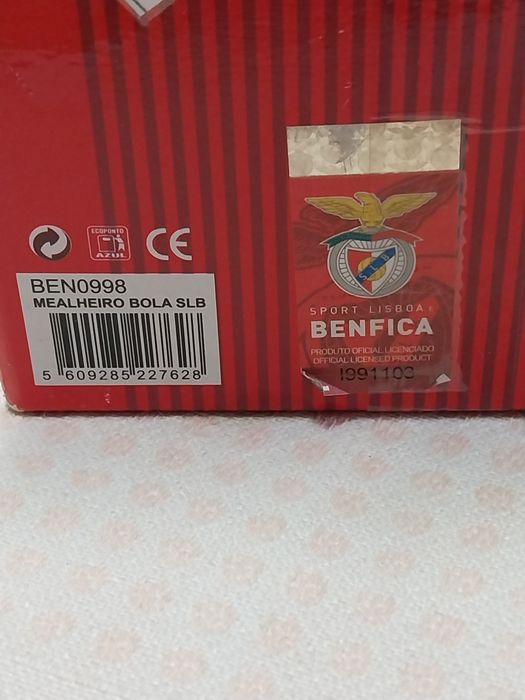 ECOPONTO
AZUL
CE
BEN0998
MEALHEIRO BOLA SLB
5 609285 227628
SLB
SPORT LISBOA E
BENFICA
PRODUTO OFICIAL LICENCIADO
OFFICIAL LICENSED PRODUCT
I991103